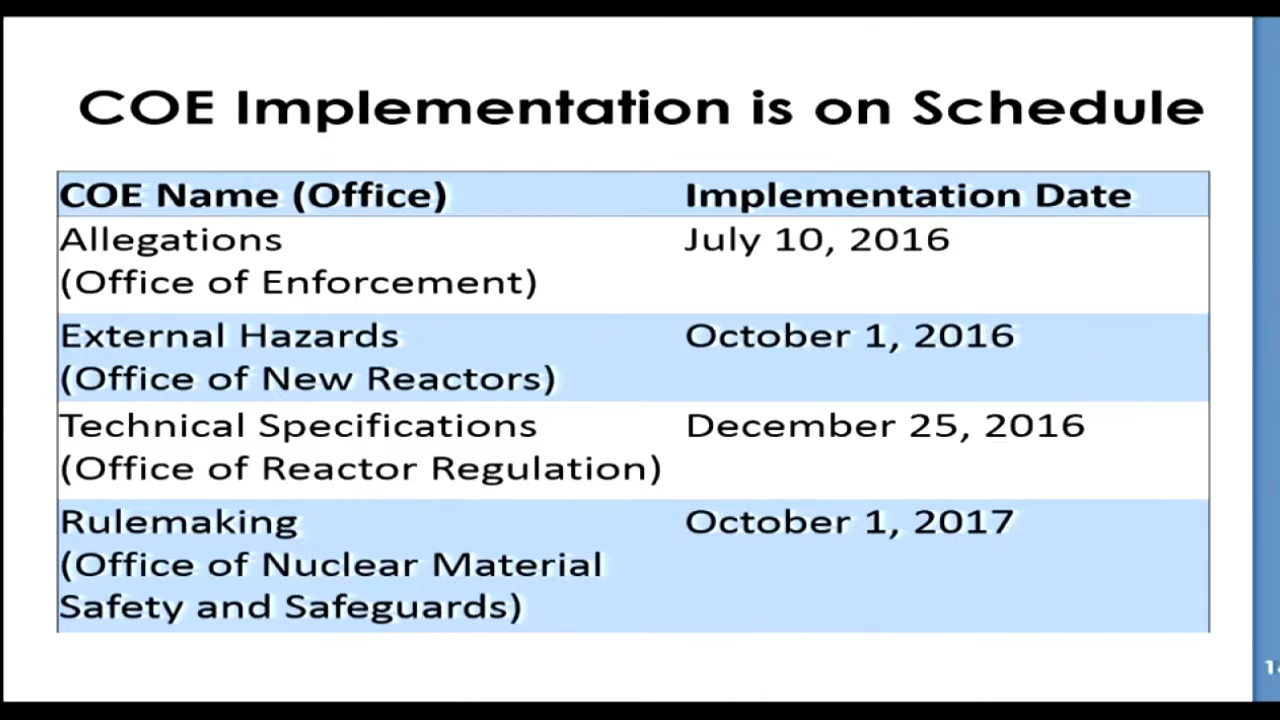 COE Implementation is on Schedule
COE Name (Office) Implementation Date
Allegations July 10, 2016
(Office of Enforcement)
External Hazards October 1, 2016
(Office of New Reactors)
Technical Specifications December 25, 2016
(Office of Reactor Regulation)
Rulemaking October 1, 2017
(Office of Nuclear Material
Safety and Safeguards)